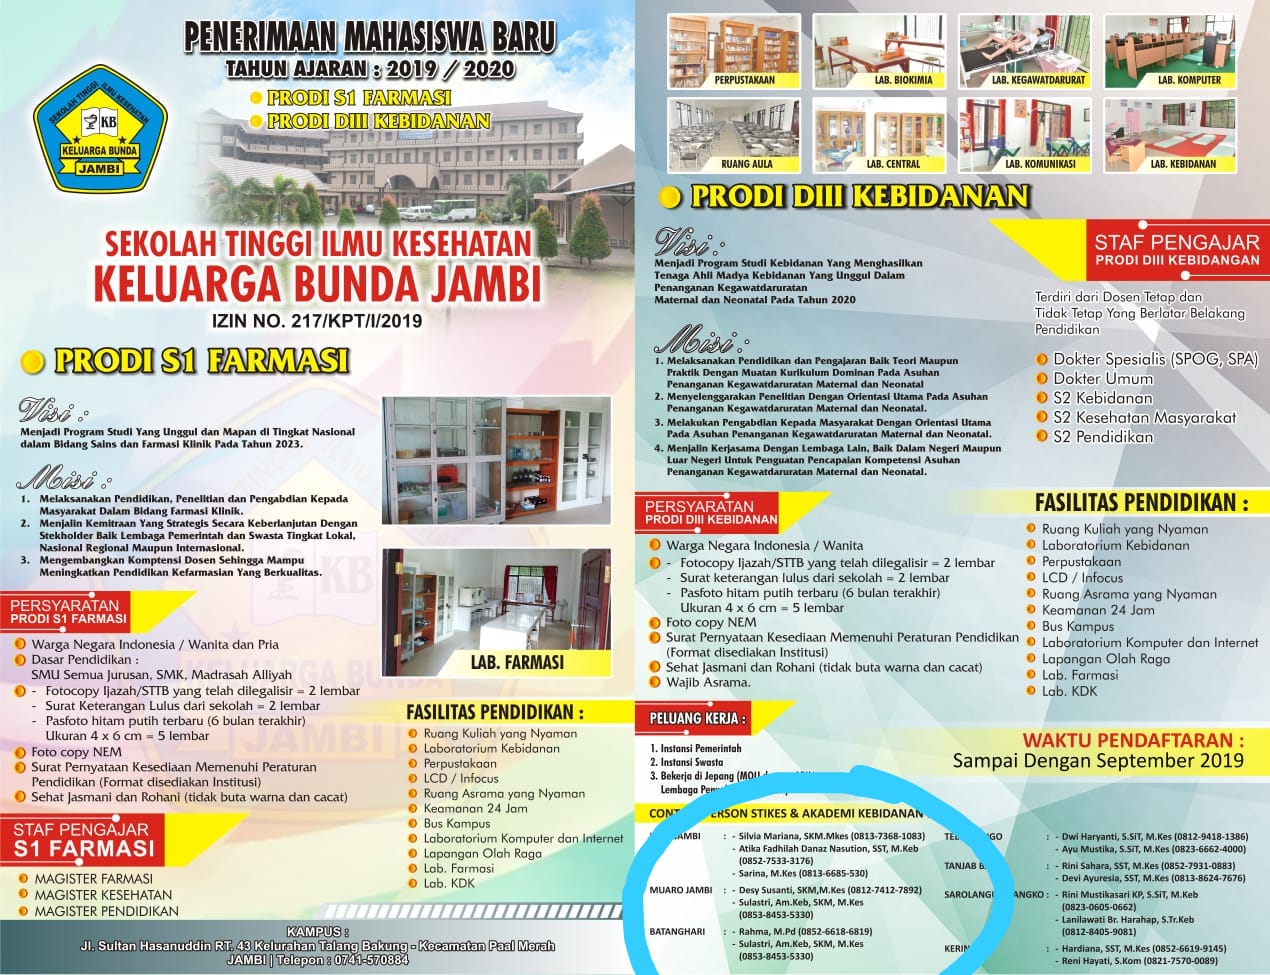 PENERIMAAN MAHASISWA BARU
TAHUN AJARAN : 2019 / 2020
PRODI S1 FARMASI
PRODI DIII KEBIDANAN
SEKOLAH TINGGI ILMU KESEHATAN
KB
KELUARGA BUNDA
JAMBI
SEKOLAH TINGGI ILMU KESEHATAN
KELUARGA BUNDA JAMBI
IZIN NO. 217/KPT/I/2019
PRODI S1 FARMASI
Visi :
Menjadi Program Studi Yang Unggul dan Mapan di Tingkat Nasional
dalam Bidang Sains dan Farmasi Klinik Pada Tahun 2023.
Misi :
1. Melaksanakan Pendidikan, Penelitian dan Pengabdian Kepada
Masyarakat Dalam Bidang Farmasi Klinik.
2. Menjalin Kemitraan Yang Strategis Secara Keberlanjutan Dengan
Stekholder Baik Lembaga Pemerintah dan Swasta Tingkat Lokal,
Nasional Regional Maupun Internasional.
3. Mengembangkan Komptensi Dosen Sehingga Mampu
Meningkatkan Pendidikan Kefarmasian Yang Berkualitas.
LAB. FARMASI
PERSYARATAN
PRODI S1 FARMASI
Warga Negara Indonesia / Wanita dan Pria
Dasar Pendidikan :
SMU Semua Jurusan, SMK, Madrasah Alliyah
- Fotocopy Ijazah/STTB yang telah dilegalisir = 2 lembar
- Surat Keterangan Lulus dari sekolah = 2 lembar
- Pasfoto hitam putih terbaru (6 bulan terakhir)
Ukuran 4 x 6 cm = 5 lembar
Foto copy NEM
Surat Pernyataan Kesediaan Memenuhi Peraturan
Pendidikan (Format disediakan Institusi)
Sehat Jasmani dan Rohani (tidak buta warna dan cacat)
STAF PENGAJAR
S1 FARMASI
MAGISTER FARMASI
MAGISTER KESEHATAN
MAGISTER PENDIDIKAN
FASILITAS PENDIDIKAN :
Ruang Kuliah yang Nyaman
Laboratorium Kebidanan
Perpustakaan
LCD / Infocus
Ruang Asrama yang Nyaman
Keamanan 24 Jam
Bus Kampus
Laboratorium Komputer dan Internet
Lapangan Olah Raga
Lab. Farmasi
Lab. KDK
KAMPUS :
Jl. Sultan Hasanuddin RT. 43 Kelurahan Talang Bakung - Kecamatan Paal Merah
JAMBI | Telepon : 0741-570884
PERPUSTAKAAN
LAB. BIOKIMIA
LAB. KEGAWATDARURAT
LAB. KOMPUTER
RUANG AULA
LAB. CENTRAL
LAB. KOMUNIKASI
LAB. KEBIDANAN
PRODI DIII KEBIDANAN
Visi :
Menjadi Program Studi Kebidanan Yang Menghasilkan
Tenaga Ahli Madya Kebidanan Yang Unggul Dalam
Penanganan Kegawatdaruratan
Maternal dan Neonatal Pada Tahun 2020
Misi :
1. Melaksanakan Pendidikan dan Pengajaran Baik Teori Maupun
Praktik Dengan Muatan Kurikulum Dominan Pada Asuhan
Penanganan Kegawatdaruratan Maternal dan Neonatal
2. Menyelenggarakan Penelitian Dengan Orientasi Utama Pada Asuhan
Penanganan Kegawatdaruratan Maternal dan Neonatal.
3. Melakukan Pengabdian Kepada Masyarakat Dengan Orientasi Utama
Pada Asuhan Penanganan Kegawatdaruratan Maternal dan Neonatal.
4. Menjalin Kerjasama Dengan Lembaga Lain, Baik Dalam Negeri Maupun
Luar Negeri Untuk Penguatan Pencapaian Kompetensi Asuhan
Penanganan Kegawatdaruratan Maternal dan Neonatal.
STAF PENGAJAR
PRODI DIII KEBIDANGAN
Terdiri dari Dosen Tetap dan
Tidak Tetap Yang Berlatar Belakang
Pendidikan
Dokter Spesialis (SPOG, SPA)
Dokter Umum
S2 Kebidanan
S2 Kesehatan Masyarakat
S2 Pendidikan
PERSYARATAN
PRODI DIII KEBIDANAN
Warga Negara Indonesia / Wanita
- Fotocopy Ijazah/STTB yang telah dilegalisir = 2 lembar
- Surat keterangan lulus dari sekolah = 2 lembar
- Pasfoto hitam putih terbaru (6 bulan terakhir)
Ukuran 4 x 6 cm = 5 lembar
Foto copy NEM
Surat Pernyataan Kesediaan Memenuhi Peraturan Pendidikan
(Format disediakan Institusi)
Sehat Jasmani dan Rohani (tidak buta warna dan cacat)
Wajib Asrama.
FASILITAS PENDIDIKAN :
Ruang Kuliah yang Nyaman
Laboratorium Kebidanan
Perpustakaan
LCD / Infocus
Ruang Asrama yang Nyaman
Keamanan 24 Jam
Bus Kampus
Laboratorium Komputer dan Internet
Lapangan Olah Raga
Lab. Farmasi
Lab. KDK
PELUANG KERJA :
1. Instansi Pemerintah
2. Instansi Swasta
3. Bekerja di Jepang (MOU
Lembaga
WAKTU PENDAFTARAN :
Sampai Dengan September 2019
PERSON STIKES & AKADEMI KEBIDANAN
JAMBI : - Silvia Mariana, SKM.Mkes (0813-7368-1083)
- Atika Fadhilah Danaz Nasution, SST, M.Keb
(0852-7533-3176)
- Sarina, M.Kes (0813-6685-530)
MUARO JAMBI : - Desy Susanti, SKM,M.Kes (0812-7412-7892)
- Sulastri, Am.Keb, SKM, M.Kes
(0853-8453-5330)
BATANGHARI : - Rahma, M.Pd (0852-6618-6819)
- Sulastri, Am.Keb, SKM, M.Kes
(0853-8453-5330)
: - Dwi Haryanti, S.SiT, M.Kes (0812-9418-1386)
- Ayu Mustika, S.SiT, M.Kes (0823-6662-4000)
TANJAB : - Rini Sahara, SST, M.Kes (0852-7931-0883)
- Devi Ayuresia, SST, M.Kes (0813-8624-7676)
: - Rini Mustikasari KP, S.SiT, M.Keb
(0823-0605-0662)
- Lanilawati Br. Harahap, S.Tr.Keb
(0812-8405-9081)
: - Hardiana, SST, M.Kes (0852-6619-9145)
- Reni Hayati, S.Kom (0821-7570-0089)